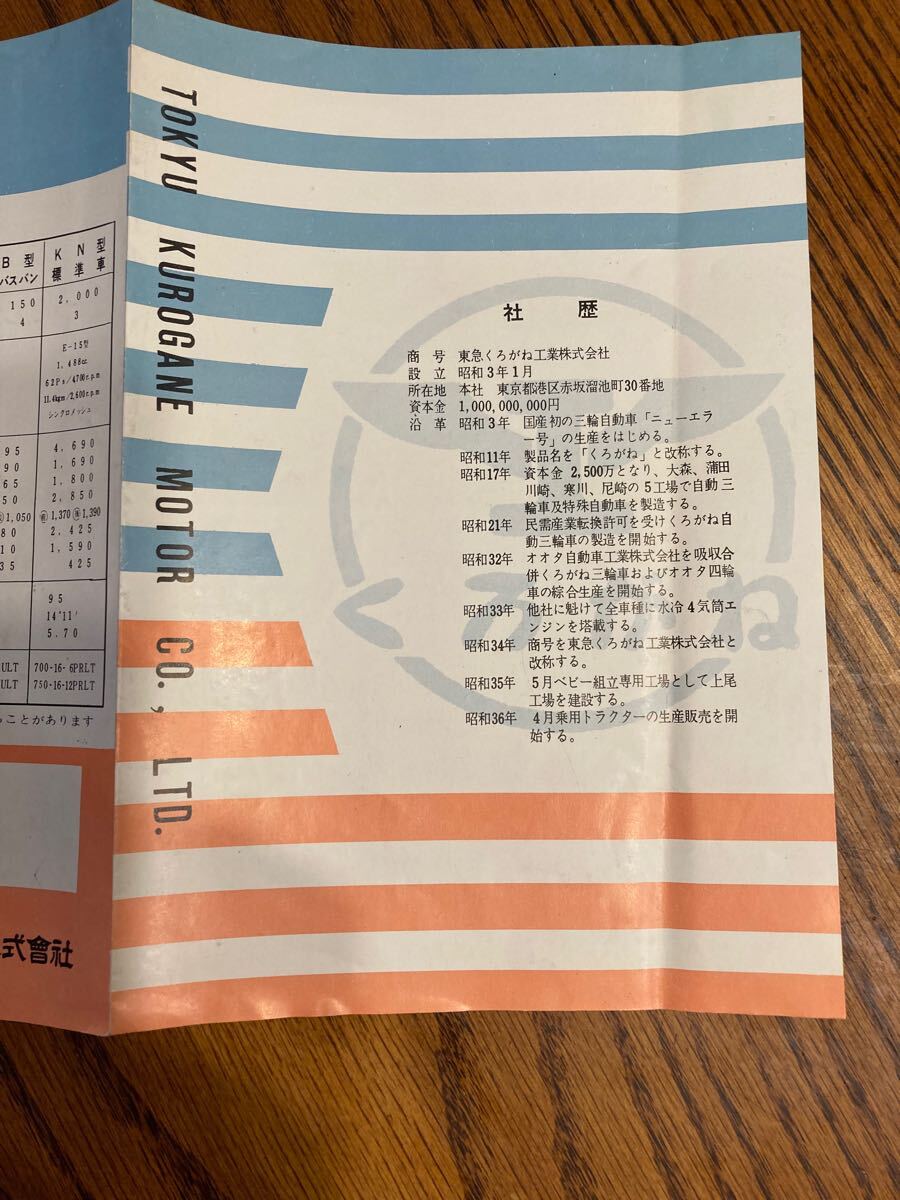 B 型
バスバン
K N 型
標 準 車
150
2,000
4
3
E-15型
1,488cc
62Ps/4700r.p.m
11.4kgm/2,600r.p.m
シンクロメッシュ
95
4,690
90
1,690
65
1,800
50
2,850
1,050
1,370
1,390
80
2,425
10
1,590
35
425
95
14°11′
5.70
ULT
700-16-6PRLT
ULT
750-16-12PRLT
ることがあります
式會社
TOKYU KUROGANE MOTOR CO., LTD.
社 歴
商 号 東急くろがね工業株式会社
設 立 昭和3年1月
所在地 本社 東京都港区赤坂溜池町30番地
資本金 1,000,000,000円
沿 革 昭和3年 国産初の三輪自動車「ニューエラ
ー号」の生産をはじめる。
昭和11年 製品名を「くろがね」と改称する。
昭和17年 資本金 2,500万となり、大森、蒲田
川崎、寒川、尼崎の5工場で自動三
輪車及特殊自動車を製造する。
昭和21年 民需産業転換許可を受けくろがね自
動三輪車の製造を開始する。
昭和32年 オオタ自動車工業株式会社を吸収合
併くろがね三輪車およびオオタ四輪
車の綜合生産を開始する。
昭和33年 他社に魁けて全車種に水冷4気筒エ
ンジンを塔載する。
昭和34年 商号を東急くろがね工業株式会社と
改称する。
昭和35年 5月ベビー組立専用工場として上尾
工場を建設する。
昭和36年 4月乗用トラクターの生産販売を開
始する。
くろがね